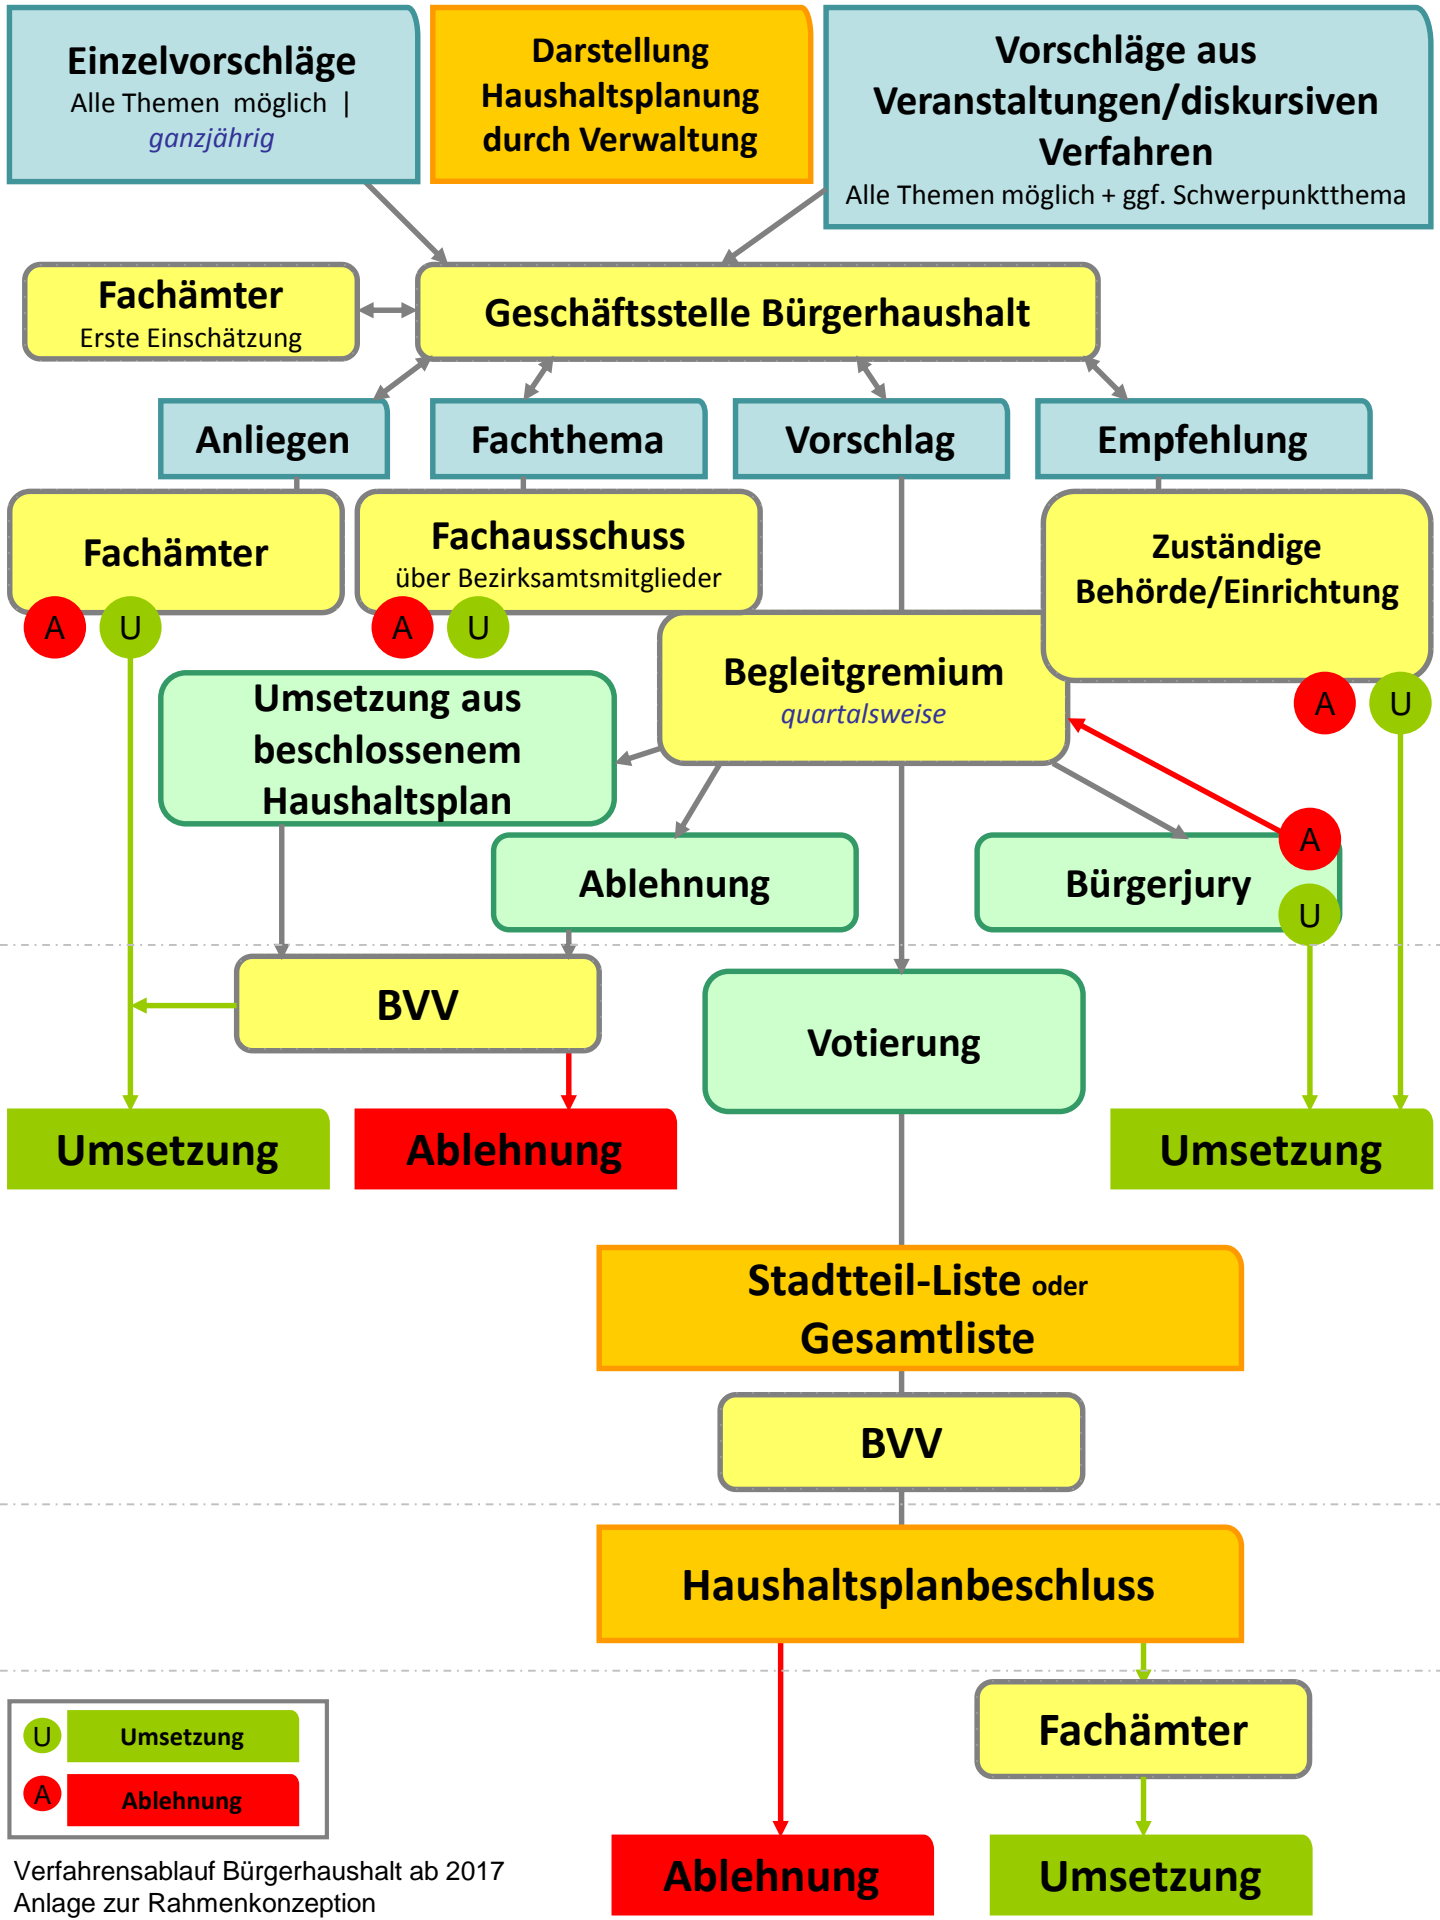 Einzelvorschläge
Alle Themen möglich |
ganzjährig
Darstellung
Haushaltsplanung
durch Verwaltung
Vorschläge aus
Veranstaltungen/diskursiven
Verfahren
Alle Themen möglich + ggf. Schwerpunktthema
Fachämter
Erste Einschätzung
Geschäftsstelle Bürgerhaushalt
Anliegen
Fachthema
Vorschlag
Empfehlung
Fachämter
A
U
Fachausschuss
über Bezirksamtsmitglieder
A
U
Zuständige
Behörde/Einrichtung
A
U
Begleitgremium
quartalsweise
Umsetzung aus
beschlossenem
Haushaltsplan
Ablehnung
Bürgerjury
A
U
BVV
Votierung
Umsetzung
Ablehnung
Umsetzung
Stadtteil-Liste oder
Gesamtliste
BVV
Haushaltsplanbeschluss
Fachämter
Ablehnung
Umsetzung
U Umsetzung
A Ablehnung
Verfahrensablauf Bürgerhaushalt ab 2017
Anlage zur Rahmenkonzeption